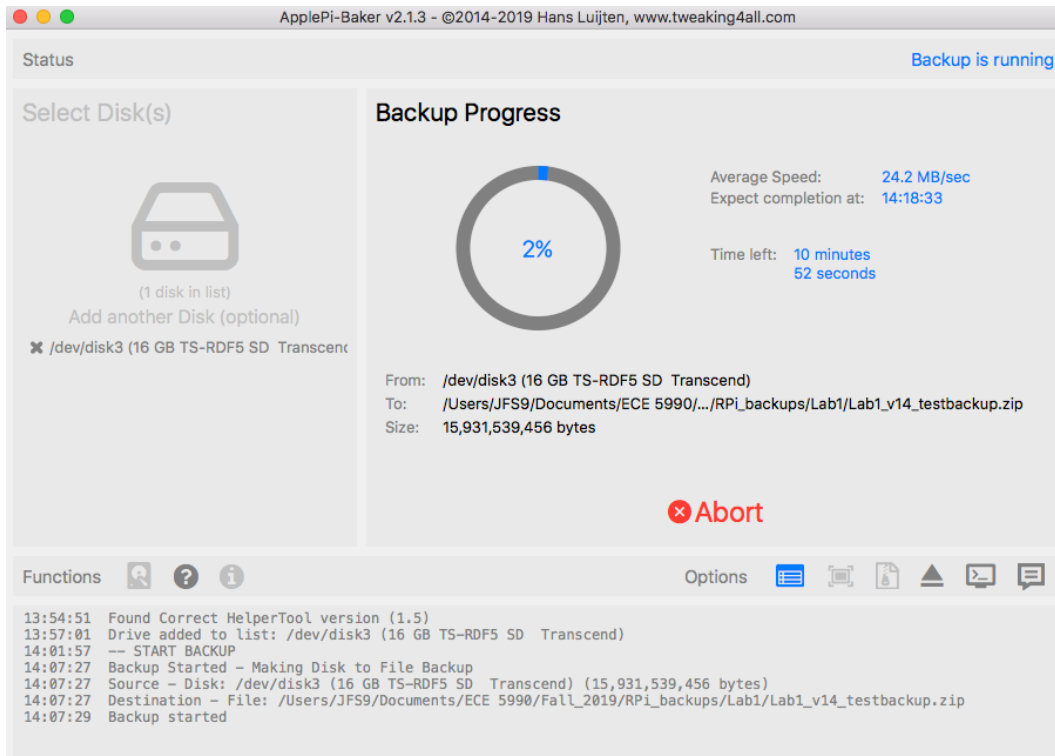 ApplePi-Baker v2.1.3 - ©2014-2019 Hans Luijten, www.tweaking4all.com
Status
Backup is running
Select Disk(s)
(1 disk in list)
Add another Disk (optional)
/dev/disk3 (16 GB TS-RDF5 SD Transcend
Backup Progress
2%
Average Speed: 24.2 MB/sec
Expect completion at: 14:18:33
Time left: 10 minutes
52 seconds
From: /dev/disk3 (16 GB TS-RDF5 SD Transcend)
To: /Users/JFS9/Documents/ECE 5990/.../RPi_backups/Lab1/Lab1_v14_testbackup.zip
Size: 15,931,539,456 bytes
Abort
Functions
Options
13:54:51 Found Correct HelperTool version (1.5)
13:57:01 Drive added to list: /dev/disk3 (16 GB TS-RDF5 SD Transcend)
14:01:57 -- START BACKUP
14:07:27 Backup Started - Making Disk to File Backup
14:07:27 Source - Disk: /dev/disk3 (16 GB TS-RDF5 SD Transcend) (15,931,539,456 bytes)
14:07:27 Destination - File: /Users/JFS9/Documents/ECE 5990/Fall_2019/RPi_backups/Lab1/Lab1_v14_testbackup.zip
14:07:29 Backup started